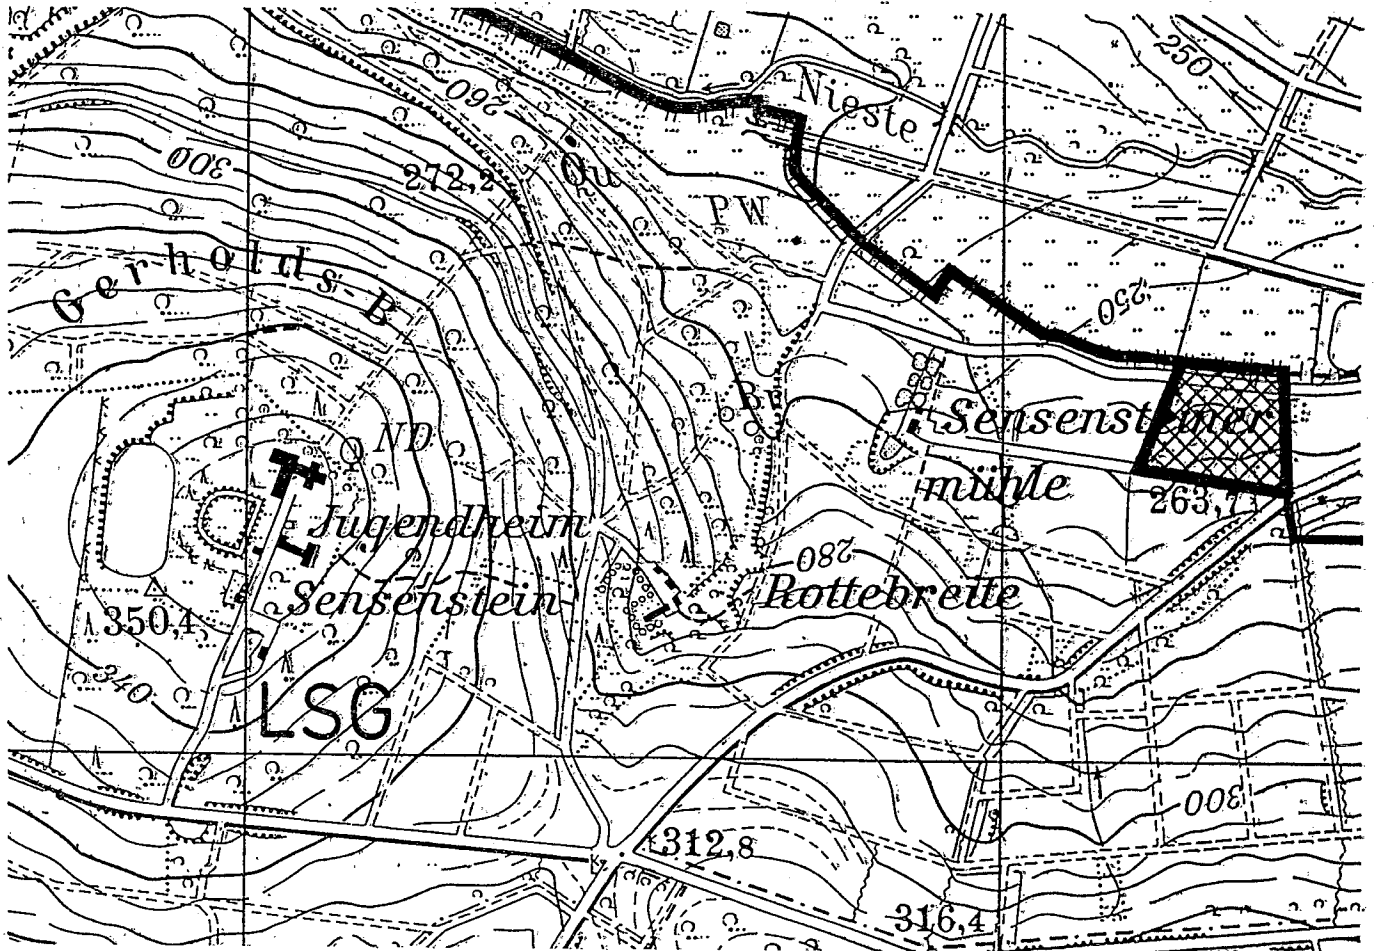 250
Nieste
260
300
272,2
Qu
PW
Gerholds-B
250
Br
Sensensteiner
mühle
263,7
ND
Jugendheim
Sensenstein
280
Rottebreite
350,4
340
LSG
300
312,8
K
316,4